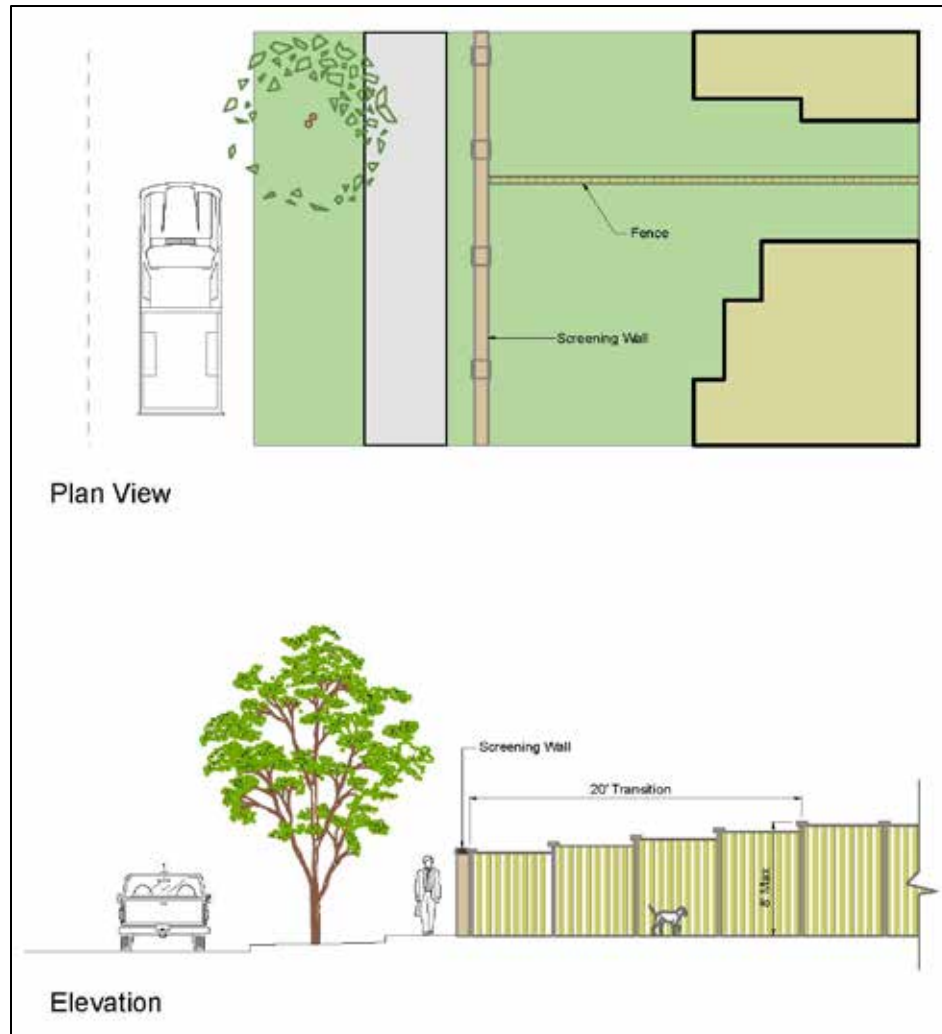 Fence
Screening Wall
Plan View
Screening Wall
20' Transition
8' Max
Elevation